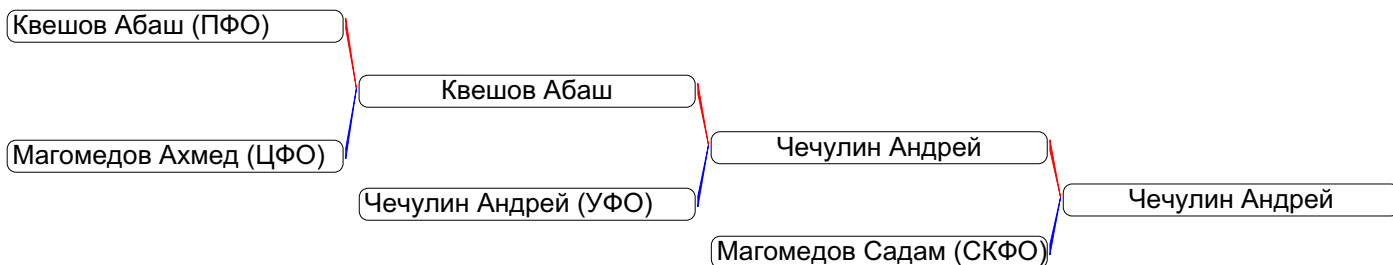 Квешов Абаш (ПФО)
Квешов Абаш
Магомедов Ахмед (ЦФО)
Чечулин Андрей
Чечулин Андрей (УФО)
Чечулин Андрей
Магомедов Садам (СКФО)